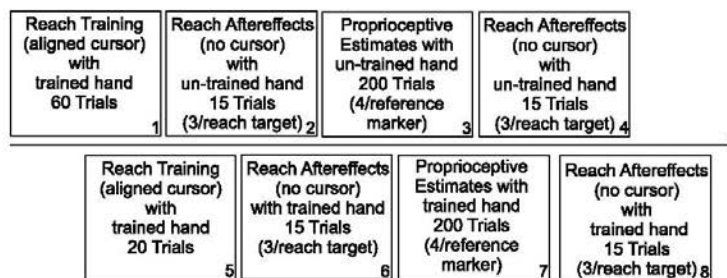 Reach Training
(aligned cursor)
with
trained hand
60 Trials
1
Reach Aftereffects
(no cursor)
with
un-trained hand
15 Trials
(3/reach target) 2
Proprioceptive
Estimates with
un-trained hand
200 Trials
(4/reference
marker) 3
Reach Aftereffects
(no cursor)
with
un-trained hand
15 Trials
(3/reach target) 4
Reach Training
(aligned cursor)
with
trained hand
20 Trials
5
Reach Aftereffects
(no cursor)
with trained hand
15 Trials
(3/reach target)
6
Proprioceptive
Estimates with
trained hand
200 Trials
(4/reference
marker) 7
Reach Aftereffects
(no cursor)
with
trained hand
15 Trials
(3/reach target) 8